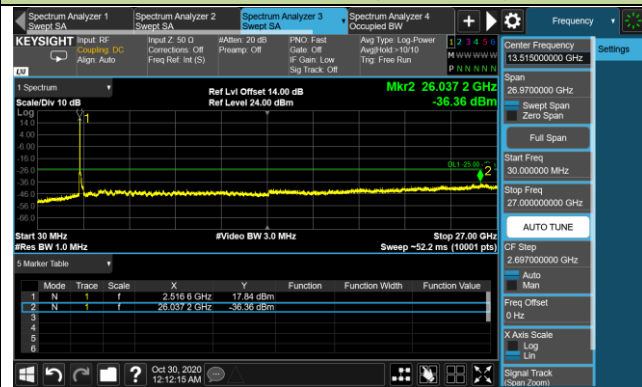 Spectrum Analyzer 1
Swept SA
Spectrum Analyzer 2
Swept SA
Spectrum Analyzer 3
Swept SA
Spectrum Analyzer 4
Occupied BW
Frequency
KEYSIGHT
LXI
Input: RF
Coupling: DC
Align: Auto
Input Z: 50 Ω
Corrections: Off
Freq Ref: Int (S)
#Atten: 20 dB
Preamp: Off
PNO: Fast
Gate: Off
IF Gain: Low
Sig Track: Off
Avg Type: Log-Power
Avg|Hold:>10/10
Trig: Free Run
1 2 3 4 5 6
M W W W W W
P N N N N N
1 Spectrum
Scale/Div 10 dB
Ref Lvl Offset 14.00 dB
Ref Level 24.00 dBm
Mkr2 26.037 2 GHz
-36.36 dBm
Log
14.0
4.00
-6.00
-16.0
-26.0
-36.0
-46.0
-56.0
-66.0
1
2
Start 30 MHz
#Res BW 1.0 MHz
#Video BW 3.0 MHz
Stop 27.00 GHz
Sweep ~52.2 ms (10001 pts)
5 Marker Table
Mode Trace Scale X Y Function Function Width Function Value
1 N 1 f 2.516 6 GHz 17.84 dBm
2 N 1 f 26.037 2 GHz -36.36 dBm
3
4
5
6
Oct 30, 2020
12:12:15 AM
Center Frequency
13.515000000 GHz
Span
26.9700000 GHz
Swept Span
Zero Span
Full Span
Start Freq
30.000000 MHz
Stop Freq
27.000000000 GHz
AUTO TUNE
CF Step
2.697000000 GHz
Auto
Man
Freq Offset
0 Hz
X Axis Scale
Log
Lin
Signal Track
(Span Zoom)
Settings